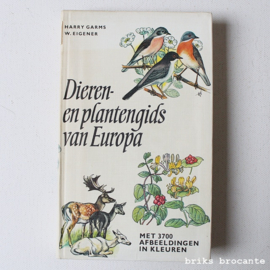 HARRY GARMS
W. EIGENER
Dieren-
en plantengids
van Europa
MET 3700
AFBEELDINGEN
IN KLEUREN
briks brocante